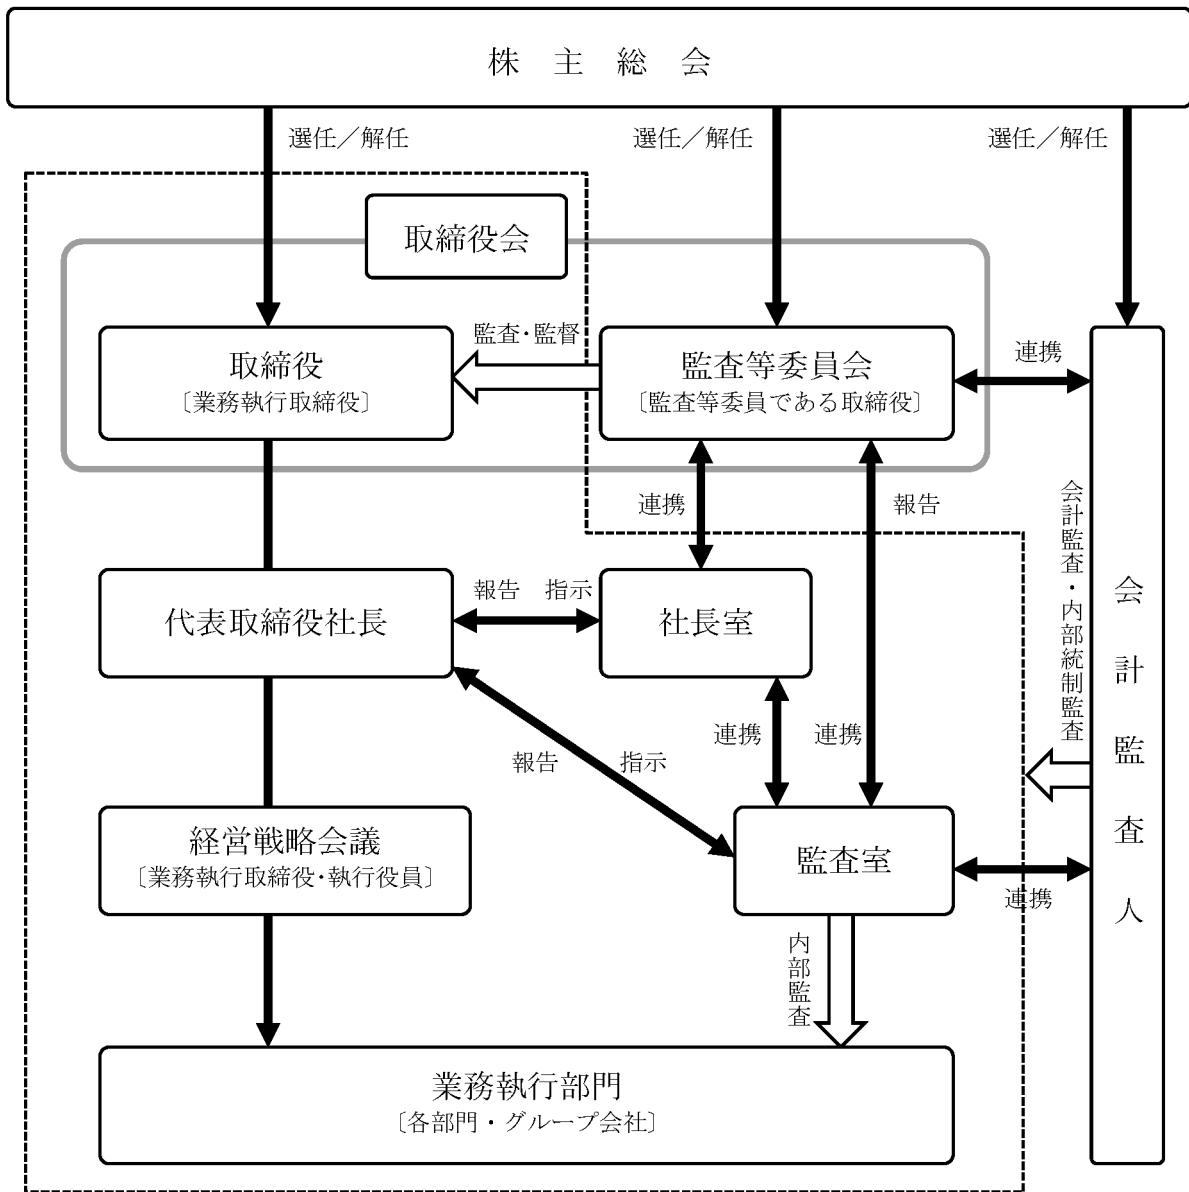 株主総会
選任／解任
選任／解任
選任／解任
取締役会
取締役
〔業務執行取締役〕
監査・監督
監査等委員会
〔監査等委員である取締役〕
連携
連携
報告
会計監査・内部統制監査
代表取締役社長
報告 指示
社長室
報告 指示
連携
連携
会計監査人
経営戦略会議
〔業務執行取締役・執行役員〕
監査室
連携
内部監査
業務執行部門
〔各部門・グループ会社〕